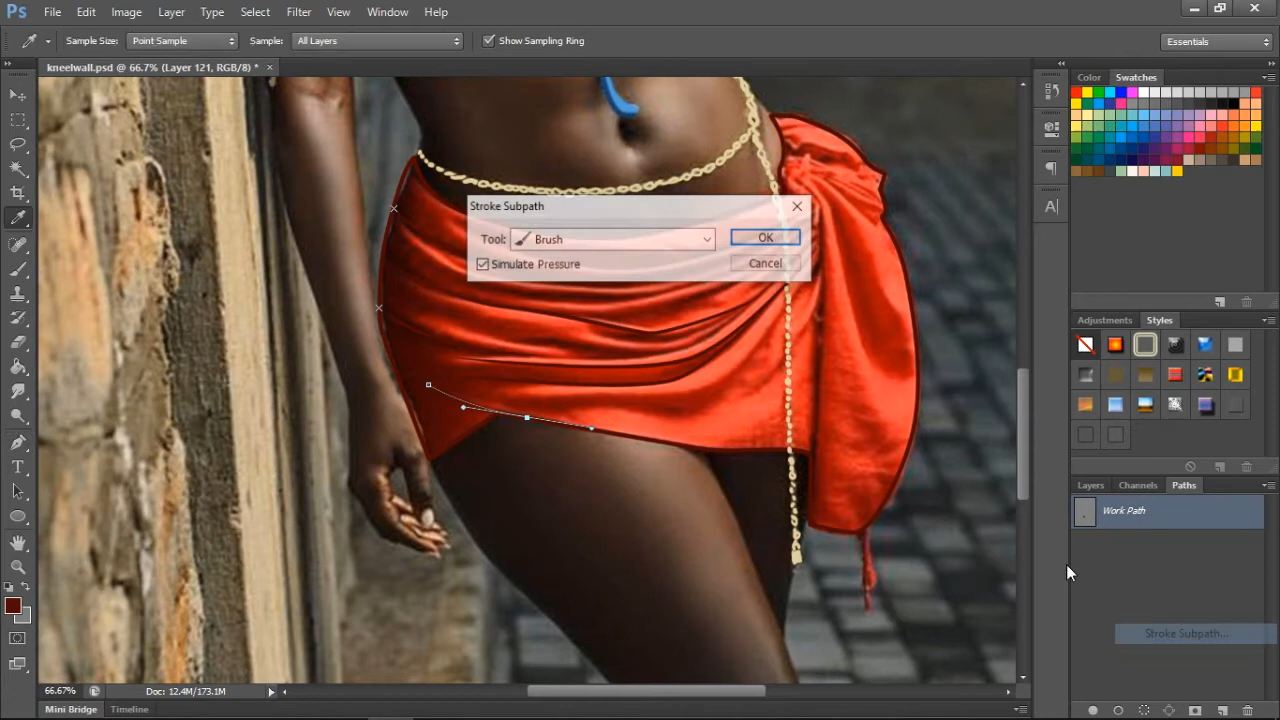 Ps File Edit Image Layer Type Select Filter View Window Help
Sample Size: Point Sample Sample: All Layers Show Sampling Ring Essentials
kneelwall.psd @ 66.7% (Layer 121, RGB/8) *
Color Swatches
Stroke Subpath
Tool: Brush OK
Simulate Pressure Cancel
Adjustments Styles
Layers Channels Paths
Work Path
Stroke Subpath...
66.67% Doc: 12.4M/173.1M
Mini Bridge Timeline